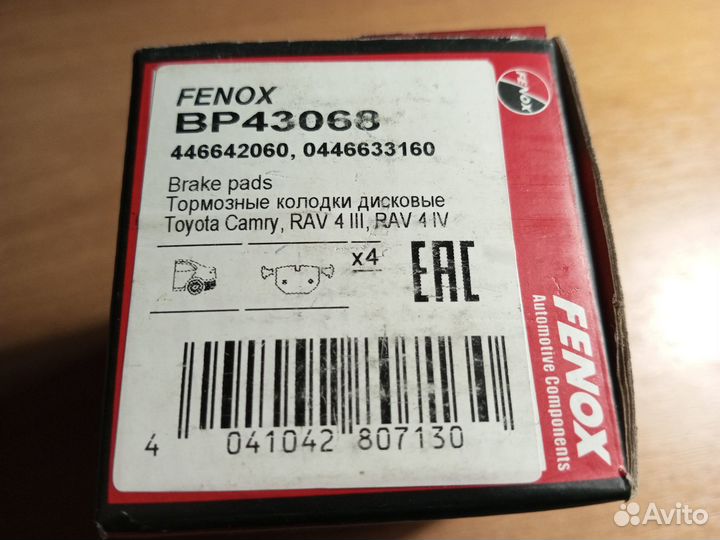 FENOX
BP43068
446642060, 0446633160
Brake pads
Тормозные колодки дисковые
Toyota Camry, RAV 4 III, RAV 4 IV
x4
EAC
4 041042 807130
FENOX
FENOX
Automotive Components
Avito